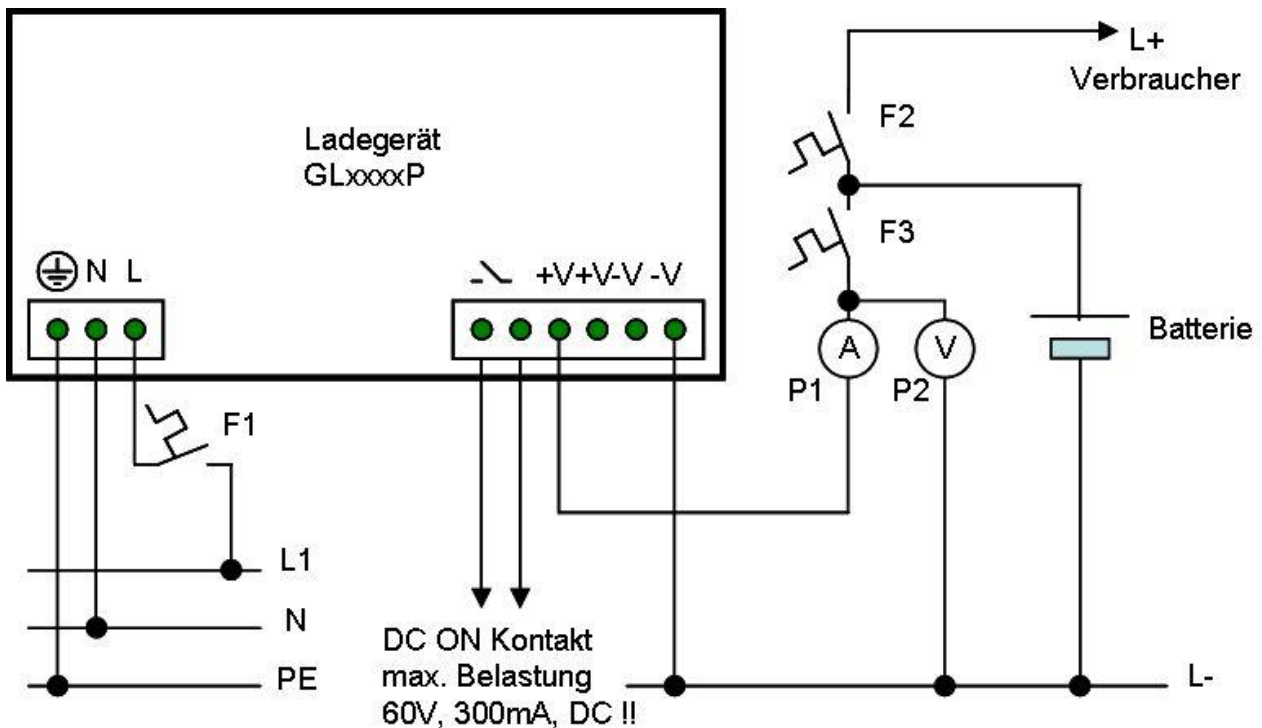 L+
Verbraucher
F2
Ladegerät
GLxxxxP
F3
N L
+V+V-V -V
A
V
Batterie
P1
P2
F1
L1
N
PE
DC ON Kontakt
max. Belastung
60V, 300mA, DC !!
L-